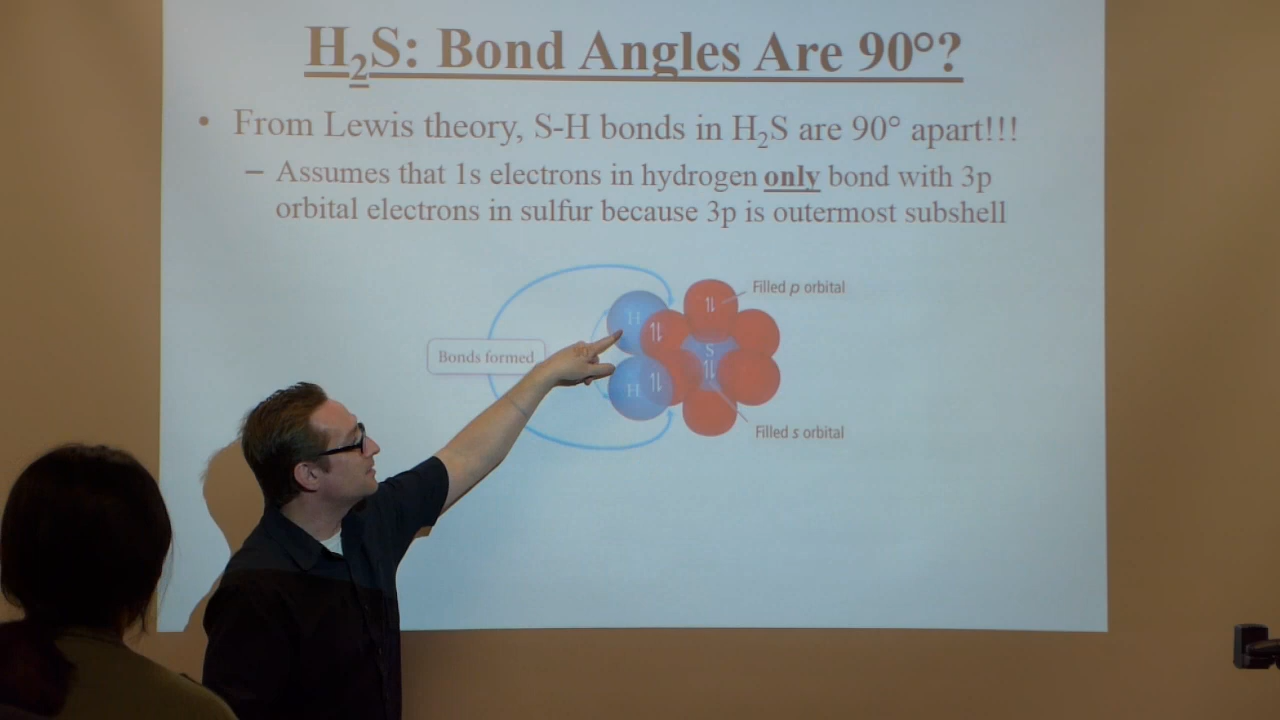 H₂S: Bond Angles Are 90°?
• From Lewis theory, S-H bonds in H₂S are 90° apart!!!
– Assumes that 1s electrons in hydrogen only bond with 3p
orbital electrons in sulfur because 3p is outermost subshell
Filled p orbital
H
S
Bonds formed
90°
H
Filled s orbital